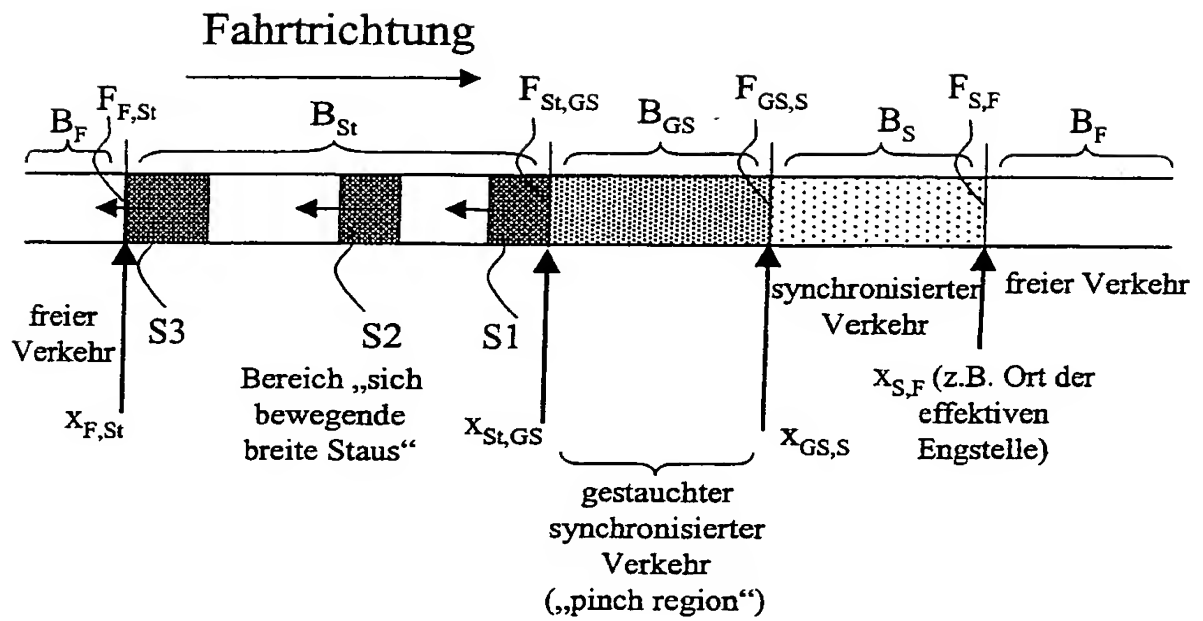 Fahrtrichtung
B_F
F_F,St
B_St
F_St,GS
B_GS
F_GS,S
B_S
F_S,F
B_F
freier
Verkehr
S3
S2
S1
synchronisierter
Verkehr
freier Verkehr
x_F,St
Bereich „sich
bewegende
breite Staus“
x_St,GS
x_GS,S
x_S,F (z.B. Ort der
effektiven
Engstelle)
gestauchter
synchronisierter
Verkehr
(„pinch region“)